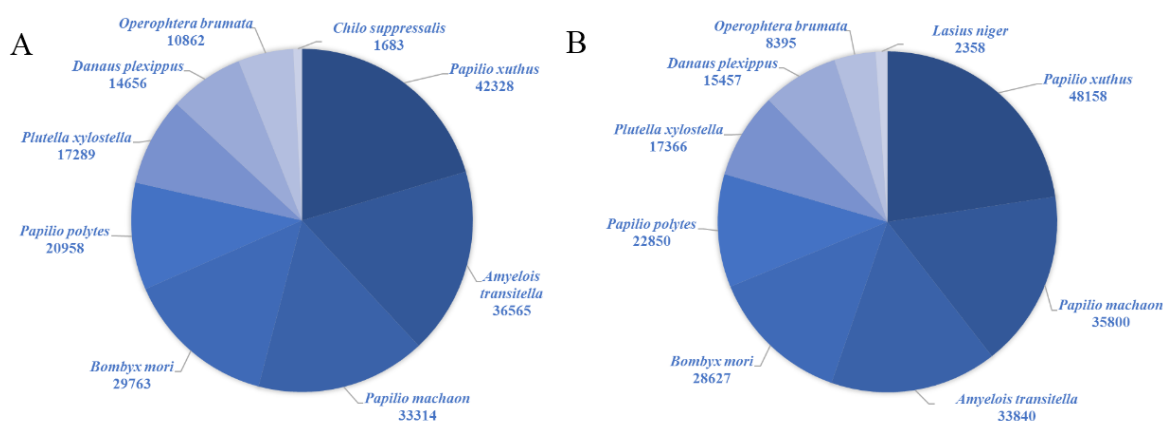 A
Operophtera brumata
10862
Chilo suppressalis
1683
Danaus plexippus
14656
Papilio xuthus
42328
Plutella xylostella
17289
Papilio polytes
20958
Amyelois
transitella
36565
Bombyx mori
29763
Papilio machaon
33314
B
Operophtera brumata
8395
Lasius niger
2358
Danaus plexippus
15457
Papilio xuthus
48158
Plutella xylostella
17366
Papilio polytes
22850
Papilio machaon
35800
Bombyx mori
28627
Amyelois transitella
33840